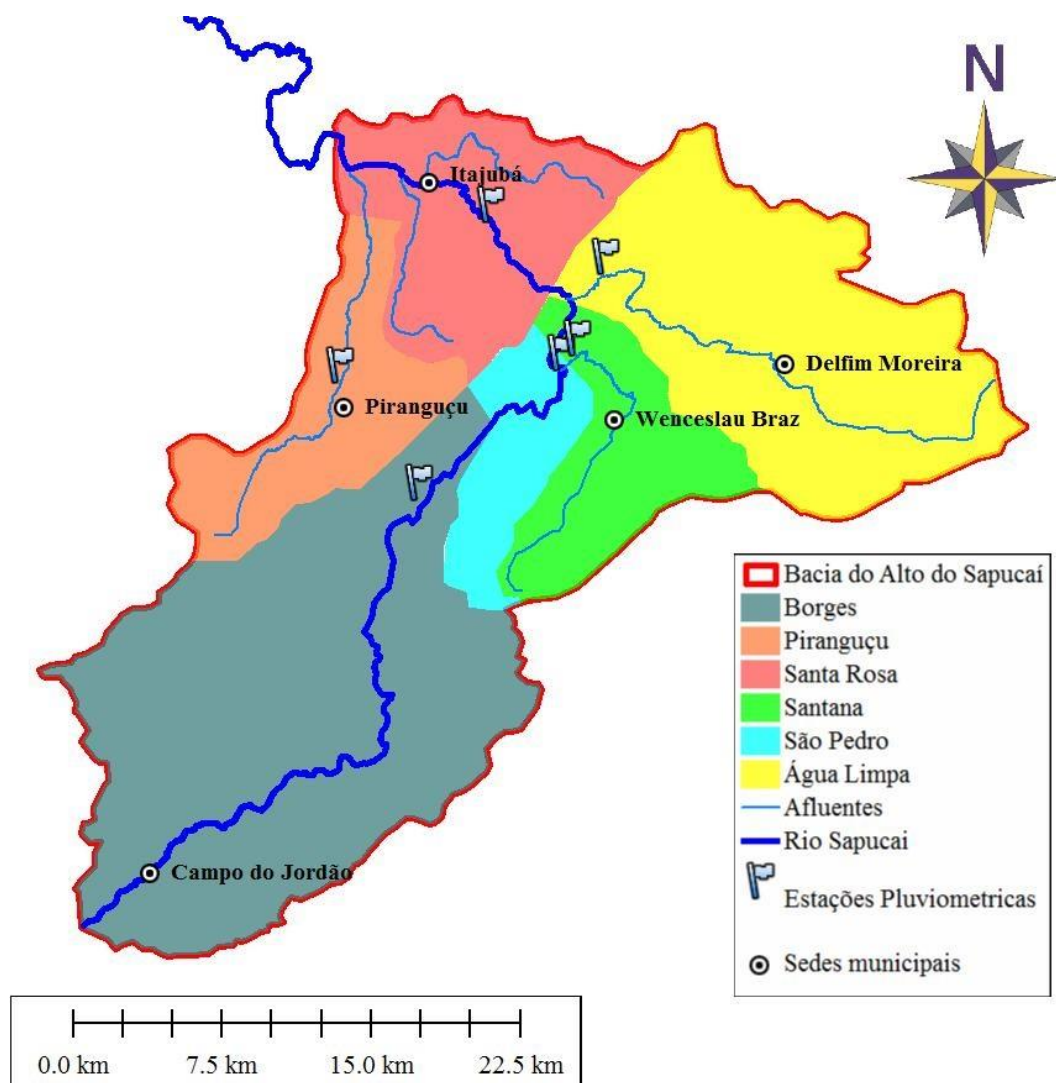 N
Itajubá
Delfim Moreira
Piranguçu
Wenceslau Braz
Campo do Jordão
Bacia do Alto do Sapucaí
Borges
Piranguçu
Santa Rosa
Santana
São Pedro
Água Limpa
Afluentes
Rio Sapucai
Estações Pluviometricas
Sedes municipais
0.0 km 7.5 km 15.0 km 22.5 km